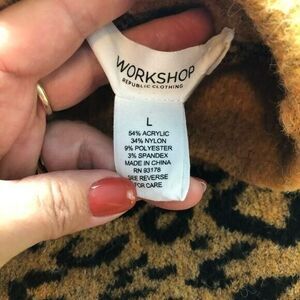 WORKSHOP
REPUBLIC CLOTHING
L
54% ACRYLIC
34% NYLON
9% POLYESTER
3% SPANDEX
MADE IN CHINA
RN 93178
SEE REVERSE
FOR CARE